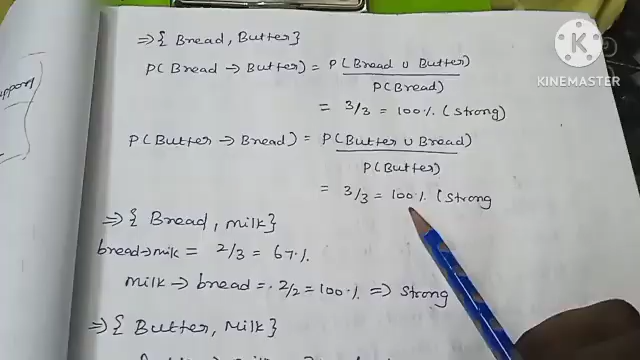 ⇒ { Bread, Butter }
P( Bread → Butter) = P( Bread ∪ Butter)
P(Bread)
= 3/3 = 100% ( strong)
P( Butter → Bread) = P( Butter ∪ Bread)
P(Butter)
= 3/3 = 100% (strong
⇒ { Bread, milk }
bread→milk = 2/3 = 67%
milk → bread = 2/2 = 100% ⇒ strong
⇒ { Butter, Milk }
KINEMASTER